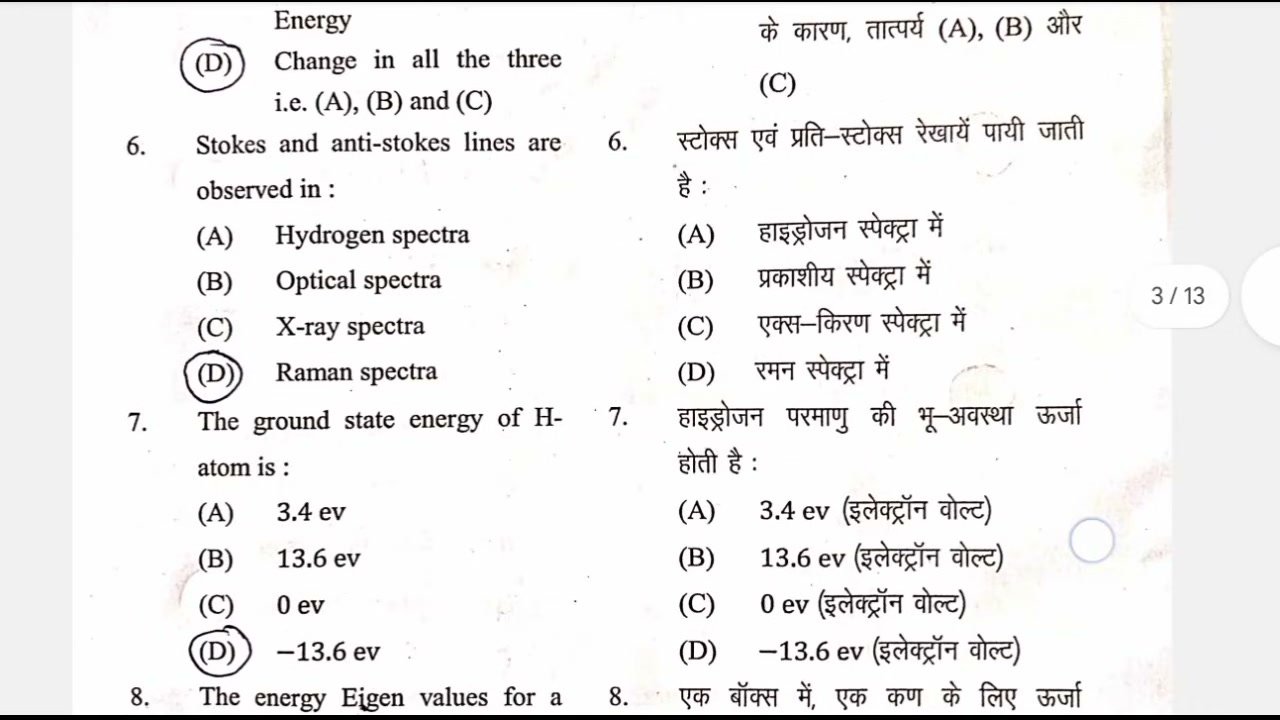 Energy
(D) Change in all the three
i.e. (A), (B) and (C)
6. Stokes and anti-stokes lines are
observed in :
(A) Hydrogen spectra
(B) Optical spectra
(C) X-ray spectra
(D) Raman spectra
7. The ground state energy of H-
atom is :
(A) 3.4 ev
(B) 13.6 ev
(C) 0 ev
(D) −13.6 ev
8. The energy Eigen values for a
के कारण, तात्पर्य (A), (B) और
(C)
6. स्टोक्स एवं प्रति–स्टोक्स रेखायें पायी जाती
है :
(A) हाइड्रोजन स्पेक्ट्रा में
(B) प्रकाशीय स्पेक्ट्रा में
(C) एक्स–किरण स्पेक्ट्रा में
(D) रमन स्पेक्ट्रा में
7. हाइड्रोजन परमाणु की भू–अवस्था ऊर्जा
होती है :
(A) 3.4 ev (इलेक्ट्रॉन वोल्ट)
(B) 13.6 ev (इलेक्ट्रॉन वोल्ट)
(C) 0 ev (इलेक्ट्रॉन वोल्ट)
(D) −13.6 ev (इलेक्ट्रॉन वोल्ट)
8. एक बॉक्स में, एक कण के लिए ऊर्जा
3 / 13